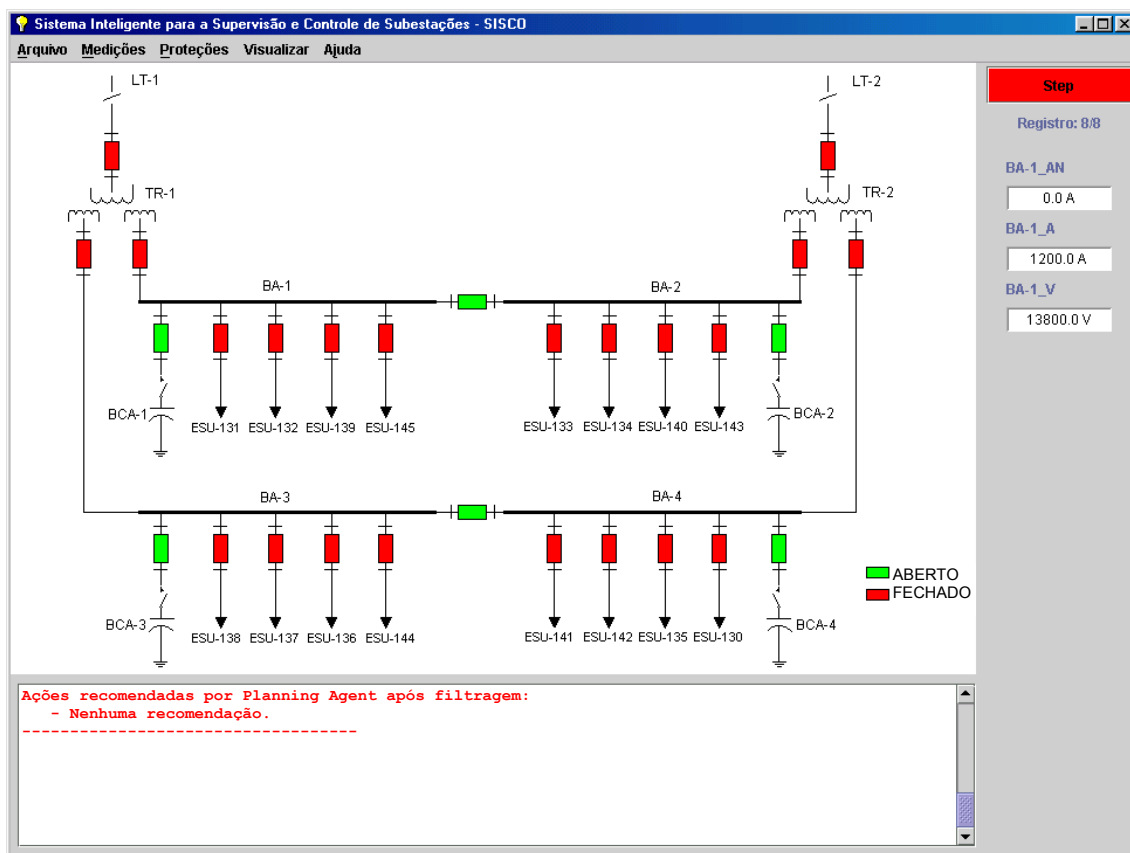 Sistema Inteligente para a Supervisão e Controle de Subestações - SISCO
Arquivo Medições Proteções Visualizar Ajuda
LT-1
LT-2
Step
Registro: 8/8
BA-1_AN
0.0 A
BA-1_A
1200.0 A
BA-1_V
13800.0 V
TR-1
TR-2
BA-1
BA-2
BCA-1
BCA-2
ESU-131 ESU-132 ESU-139 ESU-145
ESU-133 ESU-134 ESU-140 ESU-143
BA-3
BA-4
ABERTO
FECHADO
BCA-3
BCA-4
ESU-138 ESU-137 ESU-136 ESU-144
ESU-141 ESU-142 ESU-135 ESU-130
Ações recomendadas por Planning Agent após filtragem:
- Nenhuma recomendação.
-----------------------------------